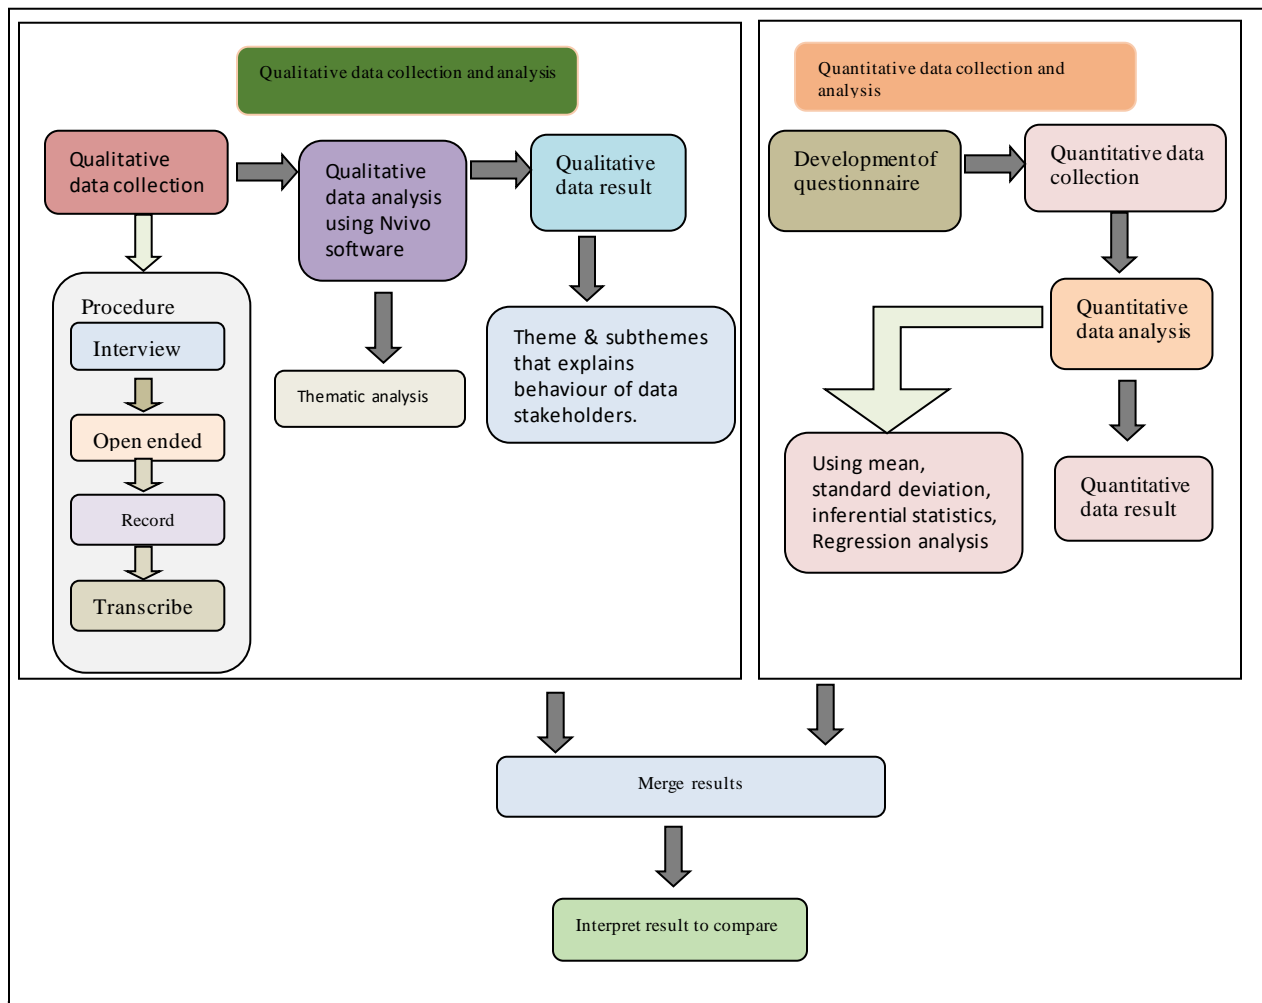 Qualitative data collection and analysis
Qualitative
data collection
Qualitative
data analysis
using Nvivo
software
Qualitative
data result
Procedure
Interview
Open ended
Record
Transcribe
Thematic analysis
Theme & subthemes
that explains
behaviour of data
stakeholders.
Quantitative data collection and
analysis
Development of
questionnaire
Quantitative data
collection
Quantitative
data analysis
Using mean,
standard deviation,
inferential statistics,
Regression analysis
Quantitative
data result
Merge results
Interpret result to compare